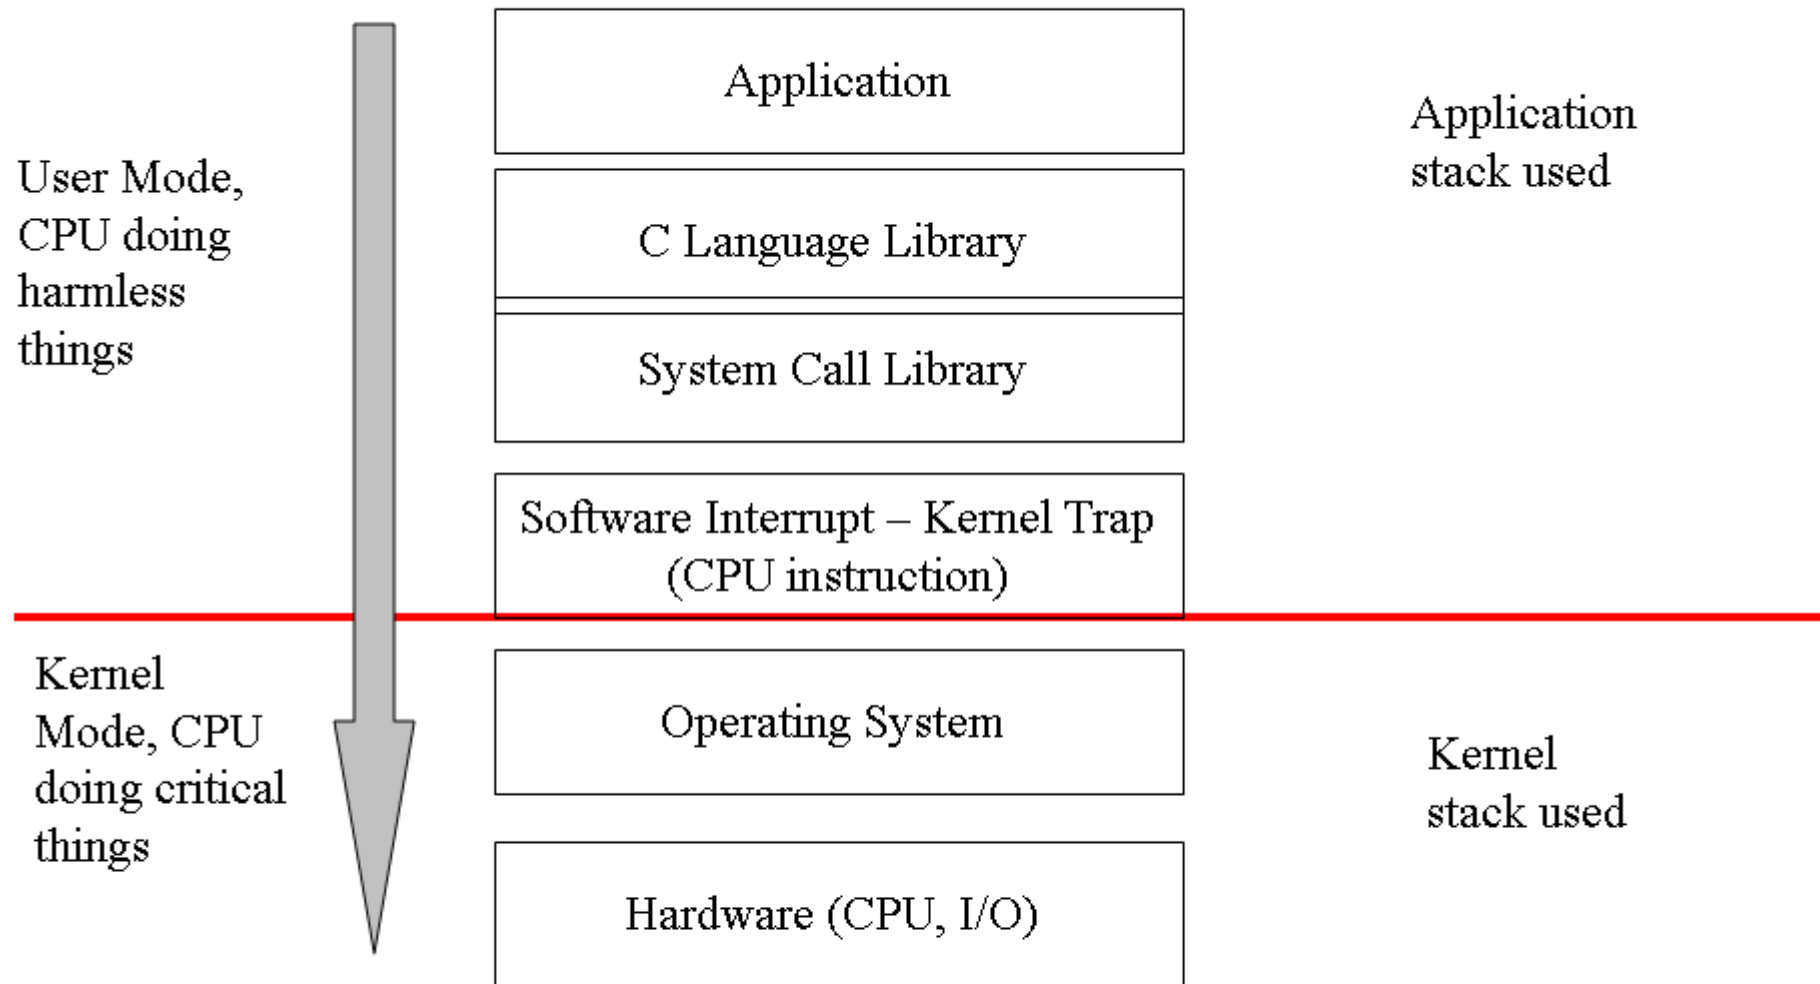 Application
Application
stack used
User Mode,
CPU doing
harmless
things
C Language Library
System Call Library
Software Interrupt – Kernel Trap
(CPU instruction)
Kernel
Mode, CPU
doing critical
things
Operating System
Kernel
stack used
Hardware (CPU, I/O)